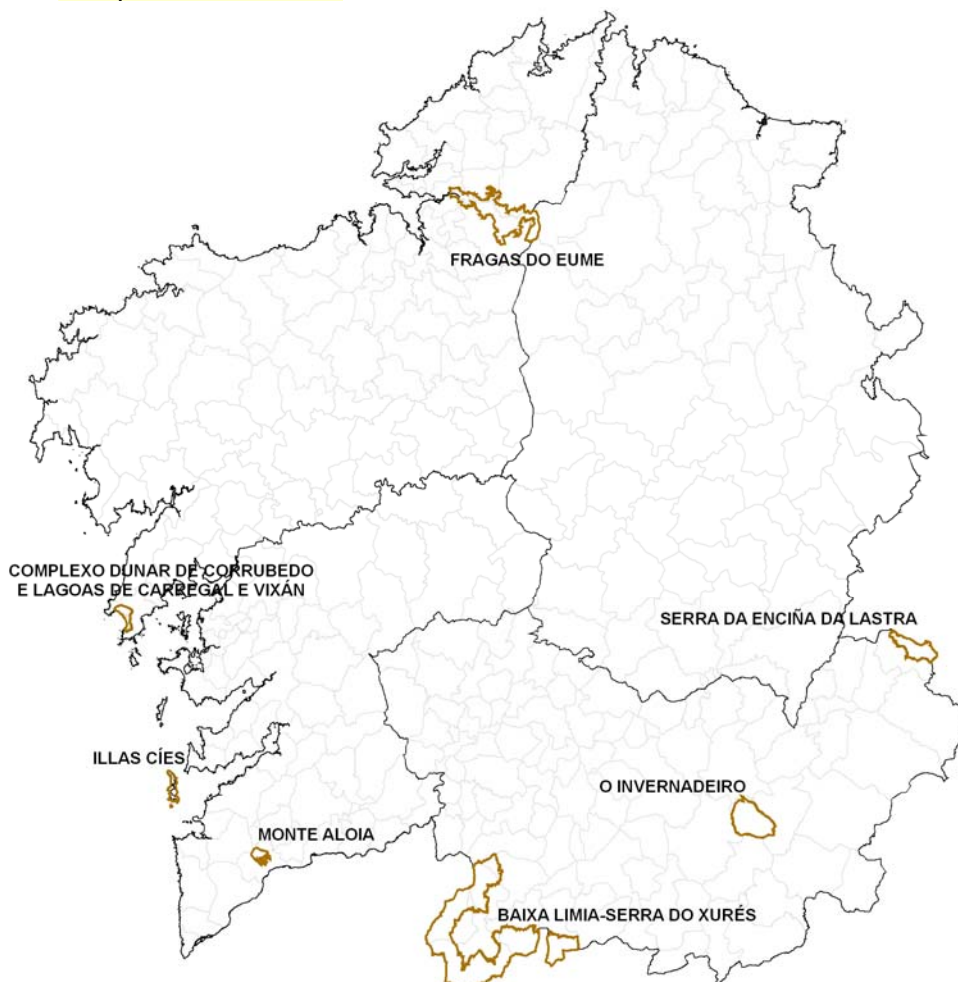 FRAGAS DO EUME
COMPLEXO DUNAR DE CORRUBEDO
E LAGOAS DE CARREGAL E VIXÁN
SERRA DA ENCIÑA DA LASTRA
ILLAS CÍES
O INVERNADEIRO
MONTE ALOIA
BAIXA LIMIA-SERRA DO XURÉS